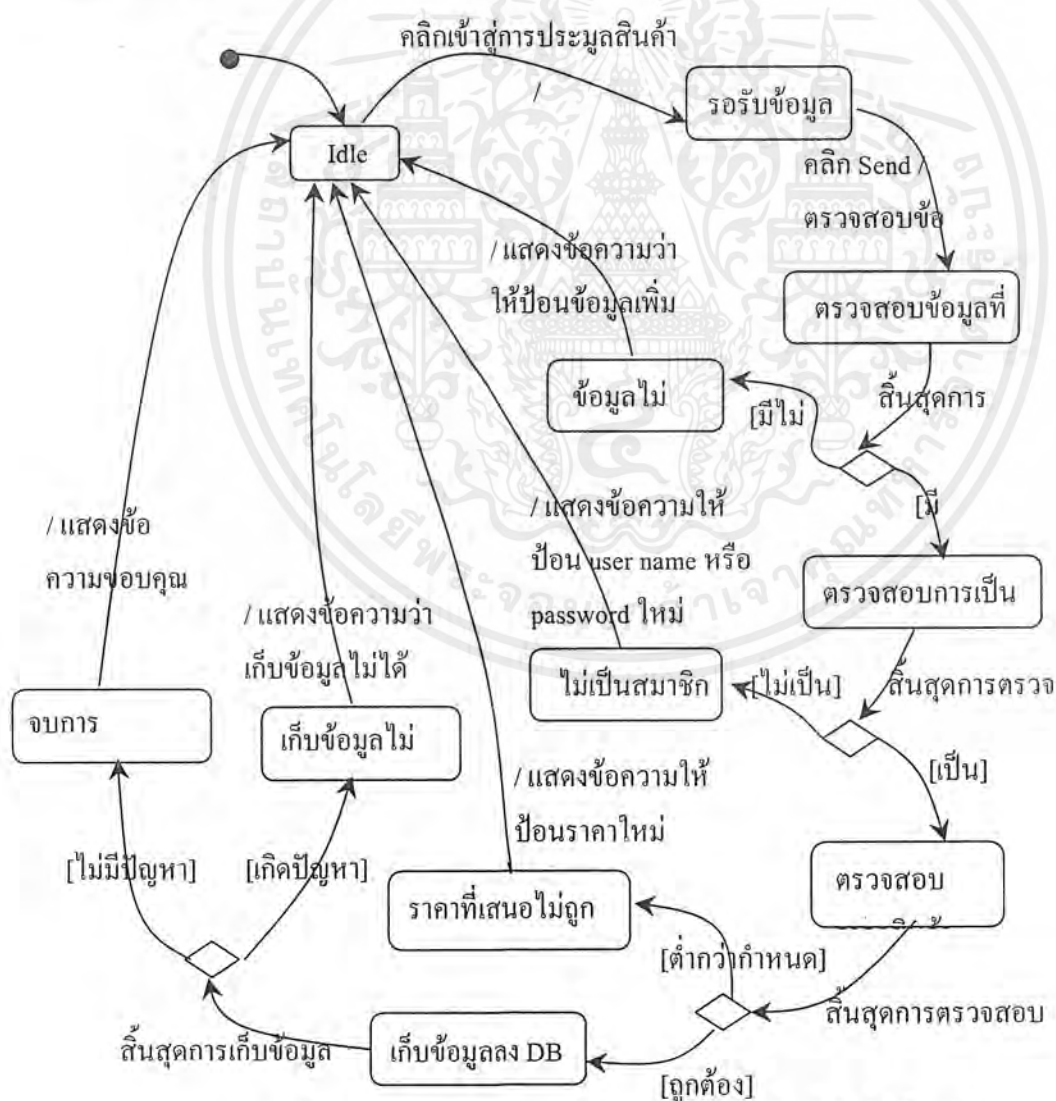 คลิกเข้าสู่การประมูลสินค้า
/
รอรับข้อมูล
Idle
คลิก Send /
ตรวจสอบข้อ
/ แสดงข้อความว่า
ให้ป้อนข้อมูลเพิ่ม
ตรวจสอบข้อมูลที่
ข้อมูลไม่
[มีไม่
สิ้นสุดการ
[มี
/ แสดงข้อ
ความขอบคุณ
/ แสดงข้อความให้
ป้อน user name หรือ
password ใหม่
ตรวจสอบการเป็น
/ แสดงข้อความว่า
เก็บข้อมูลไม่ได้
ไม่เป็นสมาชิก
[ไม่เป็น]
สิ้นสุดการตรวจ
จบการ
เก็บข้อมูลไม่
[เป็น]
/ แสดงข้อความให้
ป้อนราคาใหม่
[ไม่มีปัญหา]
[เกิดปัญหา]
ราคาที่เสนอไม่ถูก
ตรวจสอบ
[ต่ำกว่ากำหนด]
สิ้นสุดการตรวจสอบ
สิ้นสุดการเก็บข้อมูล
เก็บข้อมูลลง DB
[ถูกต้อง]